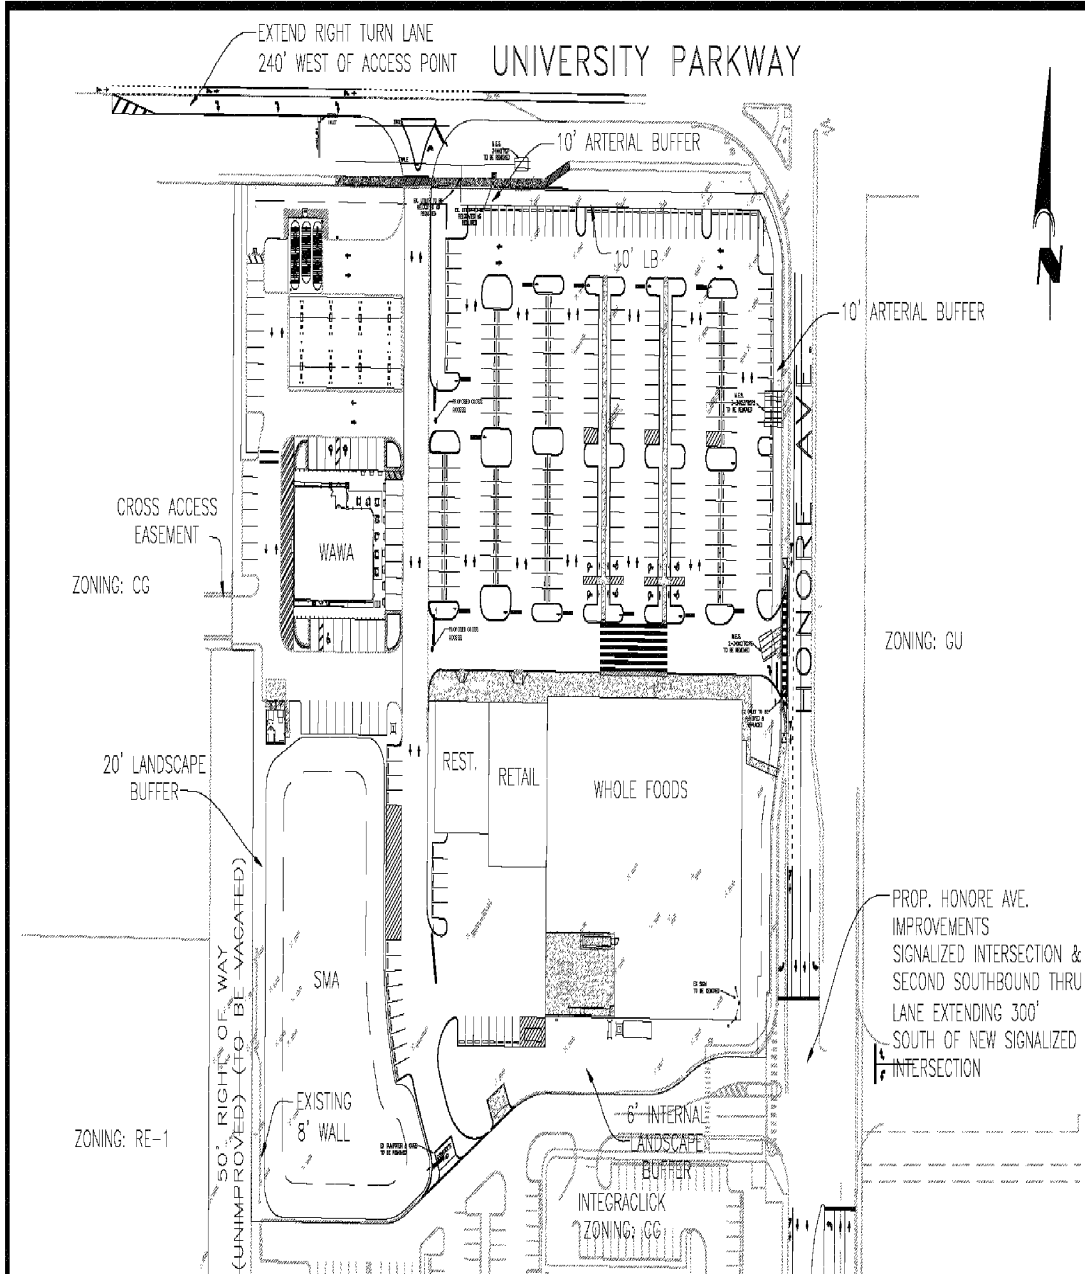 EXTEND RIGHT TURN LANE
240' WEST OF ACCESS POINT
UNIVERSITY PARKWAY
10' ARTERIAL BUFFER
10' LB
10' ARTERIAL BUFFER
HONORE AVE.
N
CROSS ACCESS
EASEMENT
WAWA
ZONING: CG
ZONING: GU
20' LANDSCAPE
BUFFER
REST.
RETAIL
WHOLE FOODS
50' RIGHT OF WAY
(UNIMPROVED) (TO BE VACATED)
SMA
PROP. HONORE AVE.
IMPROVEMENTS
SIGNALIZED INTERSECTION &
SECOND SOUTHBOUND THRU
LANE EXTENDING 300'
SOUTH OF NEW SIGNALIZED
INTERSECTION
EXISTING
8' WALL
ZONING: RE-1
6' INTERNAL
LANDSCAPE
BUFFER
INTEGRACLICK
ZONING: CG